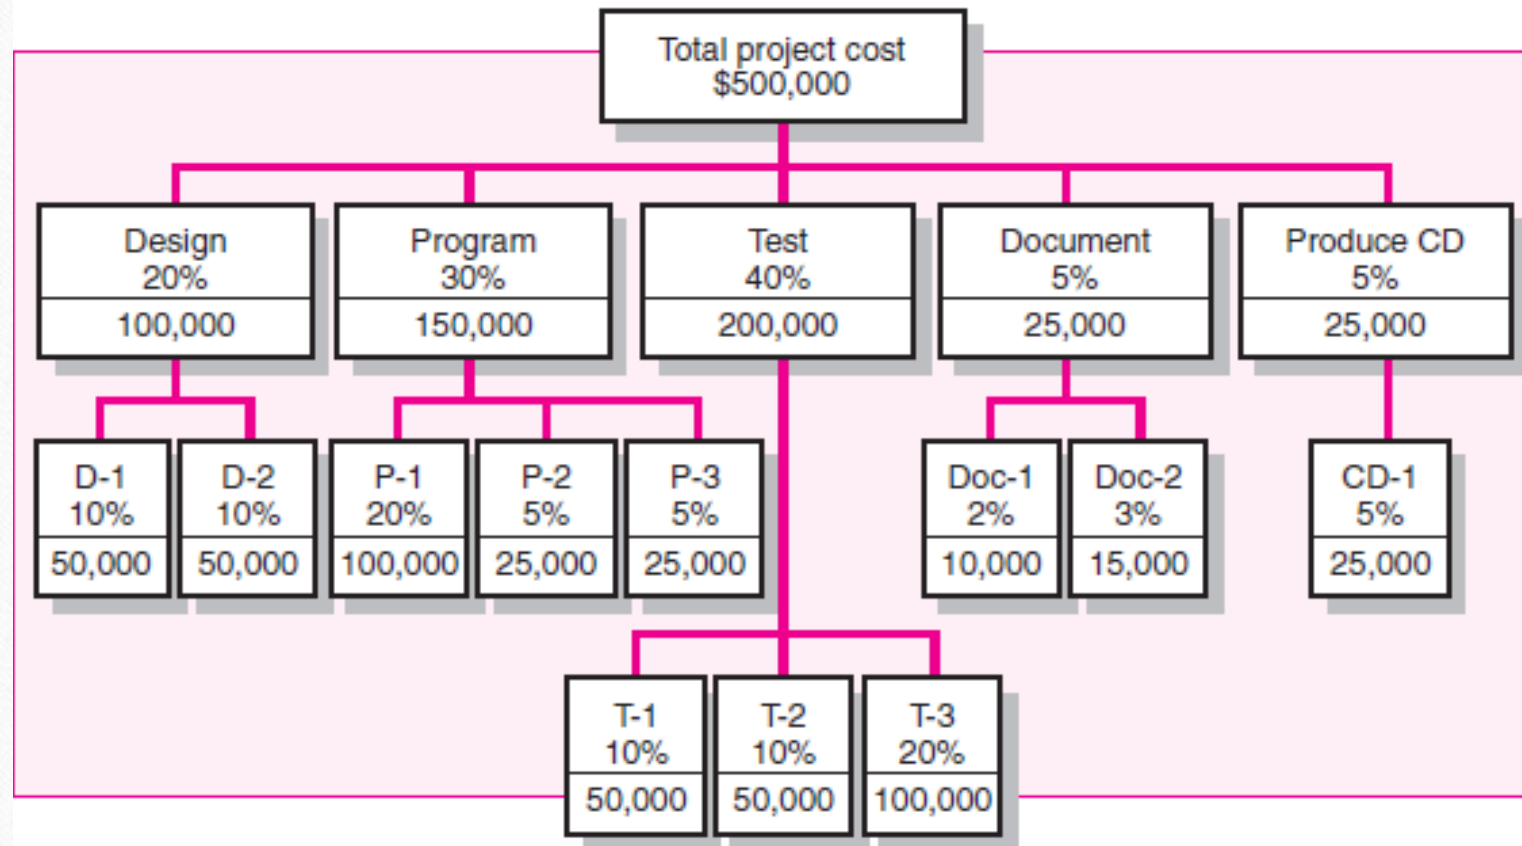 Total project cost
$500,000
Design
20%
100,000
Program
30%
150,000
Test
40%
200,000
Document
5%
25,000
Produce CD
5%
25,000
D-1
10%
50,000
D-2
10%
50,000
P-1
20%
100,000
P-2
5%
25,000
P-3
5%
25,000
Doc-1
2%
10,000
Doc-2
3%
15,000
CD-1
5%
25,000
T-1
10%
50,000
T-2
10%
50,000
T-3
20%
100,000